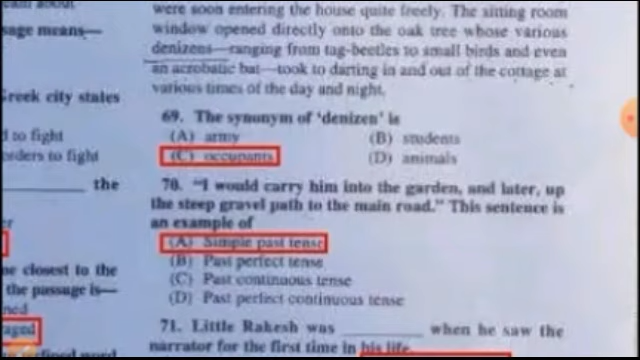 sage means—
Greek city states
to fight
orders to fight
the
ne closest to the
the passage is—
ned
aged
were soon entering the house quite freely. The sitting room
window opened directly onto the oak tree whose various
denizens—ranging from tag-beetles to small birds and even
an acrobatic bat—took to darting in and out of the cottage at
various times of the day and night.
69. The synonym of 'denizen' is
(A) army
(B) students
(C) occupants
(D) animals
70. "I would carry him into the garden, and later, up
the steep gravel path to the main road." This sentence is
an example of
(A) Simple past tense
(B) Past perfect tense
(C) Past continuous tense
(D) Past perfect continuous tense
71. Little Rakesh was ________ when he saw the
narrator for the first time in his life.